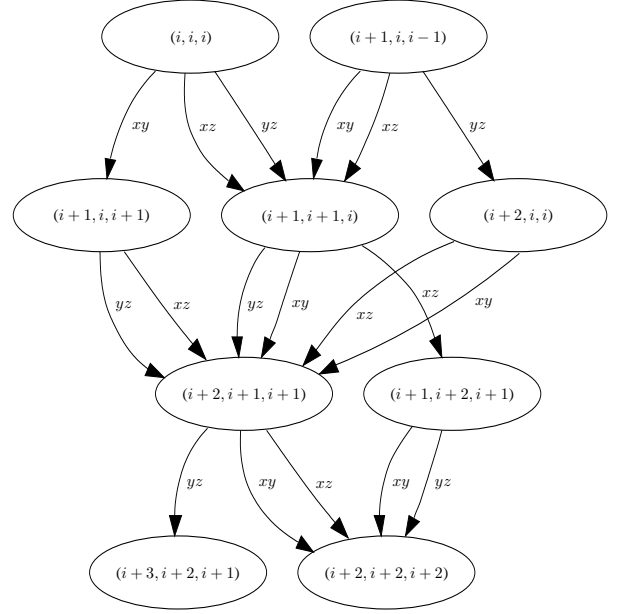 (i, i, i)
(i+1, i, i−1)
xy
xz
yz
xy
xz
yz
(i+1, i, i+1)
(i+1, i+1, i)
(i+2, i, i)
yz
xz
yz
xy
xz
xz
xy
(i+2, i+1, i+1)
(i+1, i+2, i+1)
yz
xy
xz
xy
yz
(i+3, i+2, i+1)
(i+2, i+2, i+2)